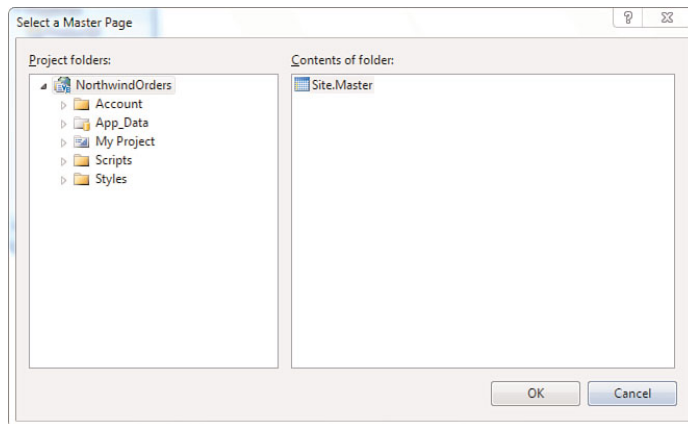 Select a Master Page
Project folders:
Contents of folder:
NorthwindOrders
Account
App_Data
My Project
Scripts
Styles
Site.Master
OK
Cancel